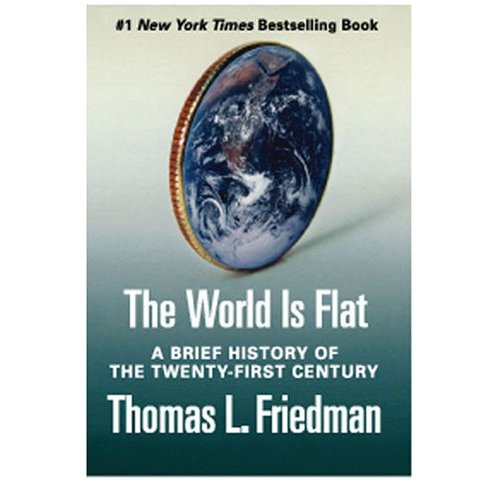 #1 New York Times Bestselling Book
The World Is Flat
A BRIEF HISTORY OF
THE TWENTY-FIRST CENTURY
Thomas L. Friedman